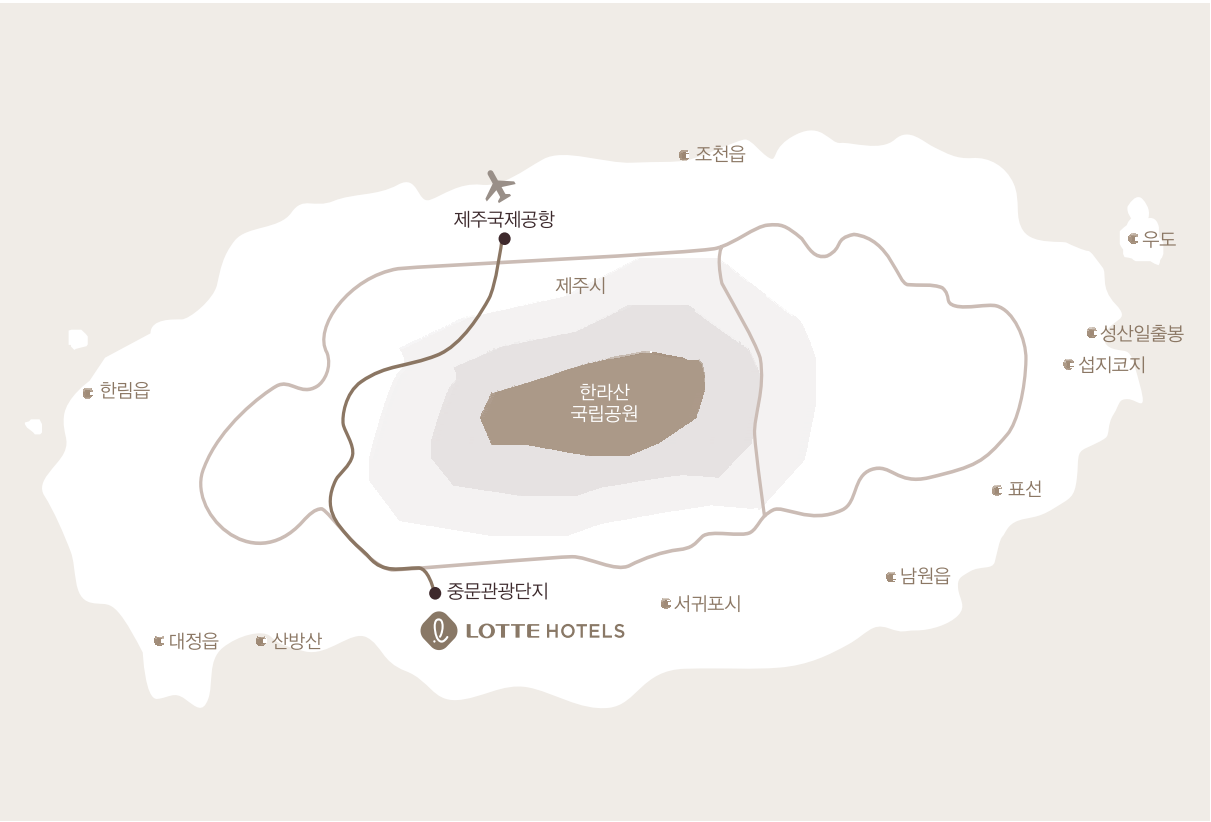 조천읍
제주국제공항
우도
제주시
성산일출봉
섭지코지
한림읍
한라산
국립공원
표선
남원읍
중문관광단지
서귀포시
LOTTE HOTELS
대정읍
산방산